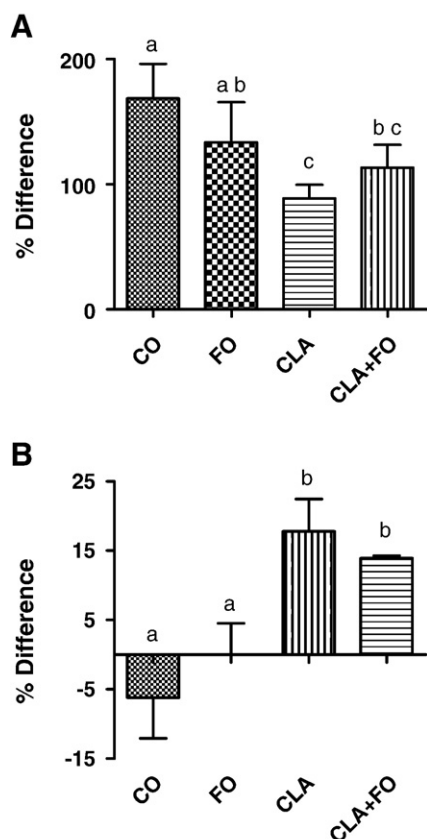 A
% Difference
200
100
0
a
a b
c
b c
CO
FO
CLA
CLA+FO
B
% Difference
25
15
5
-5
-15
a
a
b
b
CO
FO
CLA
CLA+FO